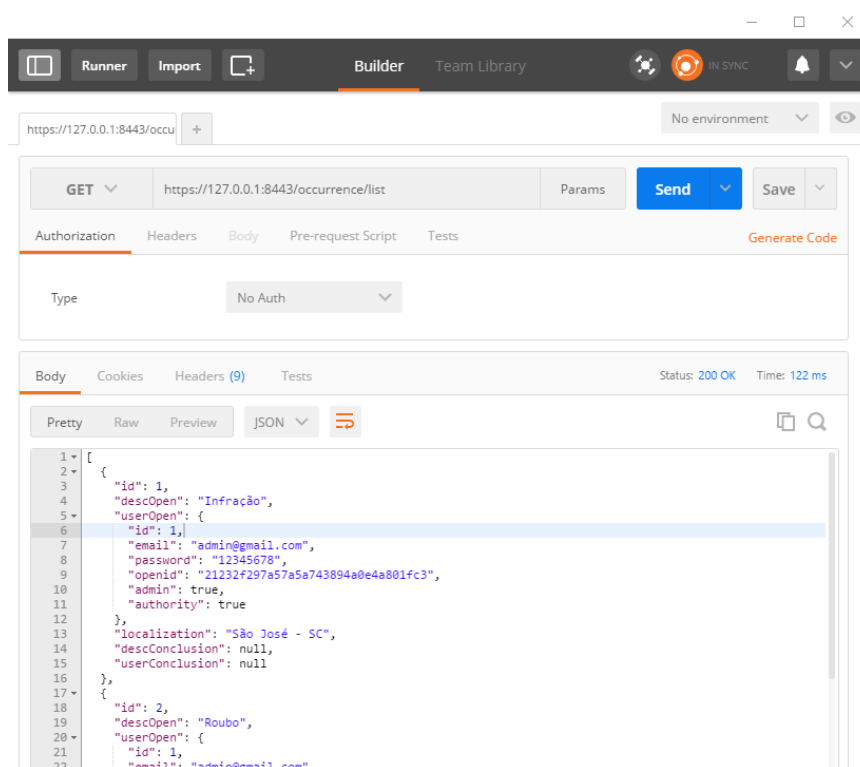 Runner Import Builder Team Library IN SYNC
https://127.0.0.1:8443/occu + No environment
GET https://127.0.0.1:8443/occurrence/list Params Send Save
Authorization Headers Body Pre-request Script Tests Generate Code
Type No Auth
Body Cookies Headers (9) Tests Status: 200 OK Time: 122 ms
Pretty Raw Preview JSON
1 [
2 {
3 "id": 1,
4 "descOpen": "Infração",
5 "userOpen": {
6 "id": 1,
7 "email": "admin@gmail.com",
8 "password": "12345678",
9 "openid": "21232f297a57a5a743894a0e4a801fc3",
10 "admin": true,
11 "authority": true
12 },
13 "localization": "São José - SC",
14 "descConclusion": null,
15 "userConclusion": null
16 },
17 {
18 "id": 2,
19 "descOpen": "Roubo",
20 "userOpen": {
21 "id": 1,
22 "email": "admin@gmail.com"